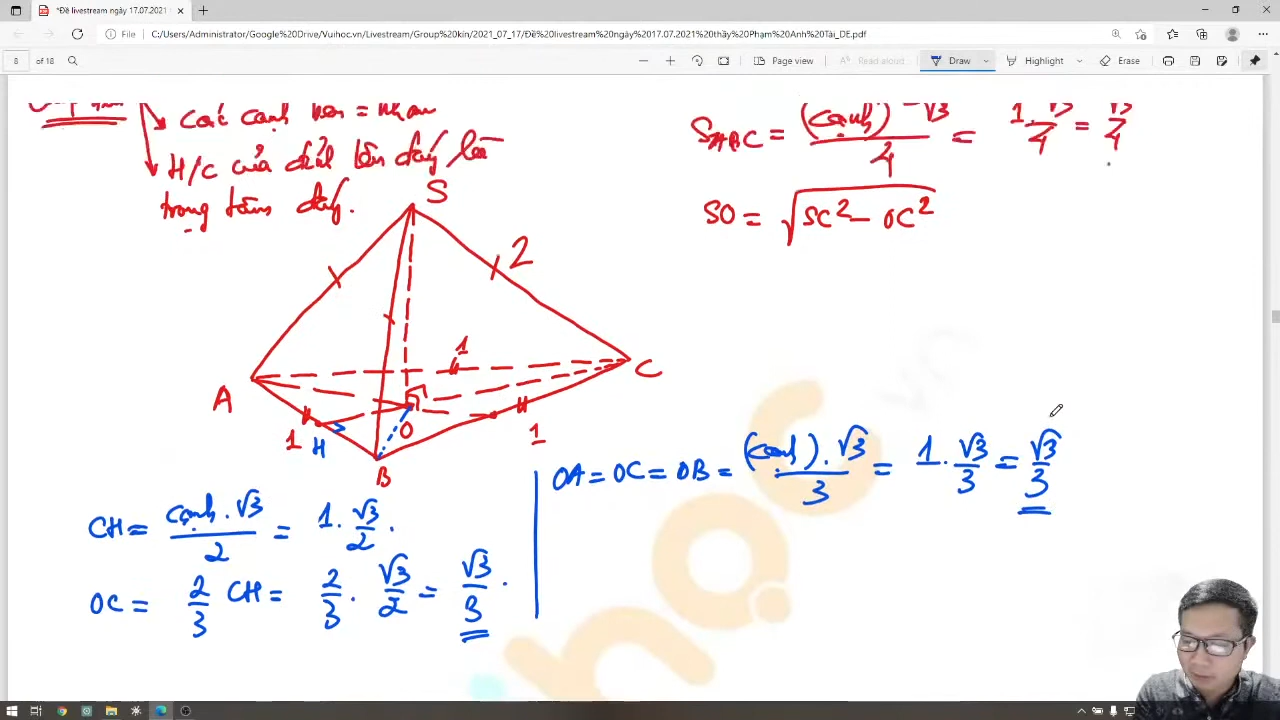 *Đề livestream ngày 17.07.2021
File | C:/Users/Administrator/Google%20Drive/Vuihoc.vn/Livestream/Group%20kín/2021_07_17/Đề%20livestream%20ngày%2017.07.2021%20thầy%20Phạm%20Anh%20Tài_DE.pdf
8 of 18 Page view Read aloud Draw Highlight Erase
các cạnh bên = nhau
H/c của đỉnh lên đáy là
trọng tâm đáy.
S_ABC = (cạnh)² √3 / 4 = 1.√3/4 = √3/4
SO = √(SC² - OC²)
S
2
1
A
C
1
H
O
1
B
OA = OC = OB = (cạnh).√3 / 3 = 1.√3/3 = √3/3
CH = cạnh.√3 / 2 = 1.√3/2.
OC = 2/3 CH = 2/3 . √3/2 = √3/3.